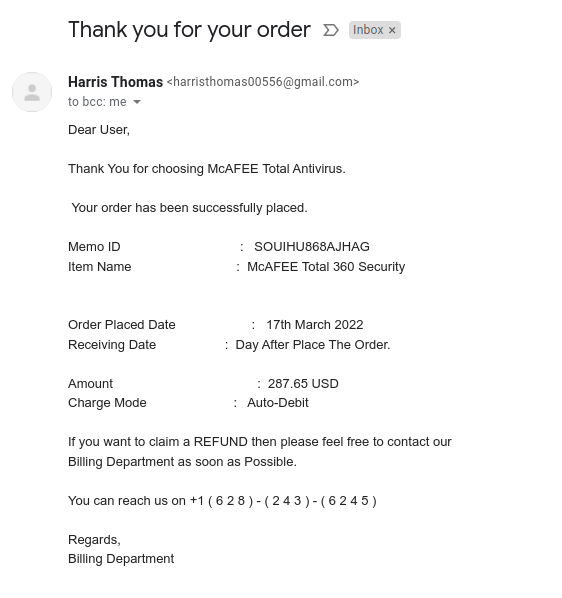 Thank you for your order Inbox ×
Harris Thomas <harristhomas00556@gmail.com>
to bcc: me
Dear User,
Thank You for choosing McAFEE Total Antivirus.
Your order has been successfully placed.
Memo ID : SOUIHU868AJHAG
Item Name : McAFEE Total 360 Security
Order Placed Date : 17th March 2022
Receiving Date : Day After Place The Order.
Amount : 287.65 USD
Charge Mode : Auto-Debit
If you want to claim a REFUND then please feel free to contact our
Billing Department as soon as Possible.
You can reach us on +1 ( 6 2 8 ) - ( 2 4 3 ) - ( 6 2 4 5 )
Regards,
Billing Department